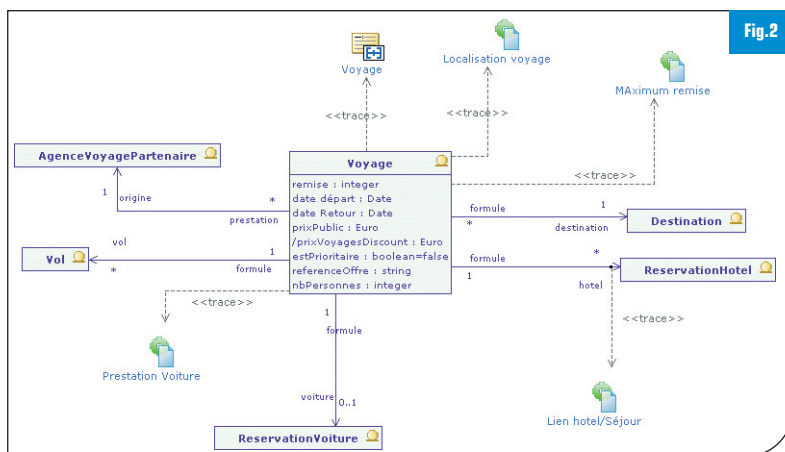 Fig.2
Voyage
Localisation voyage
MAximum remise
<<trace>>
<<trace>>
<<trace>>
AgenceVoyagePartenaire
1
origine
*
prestation
Voyage
remise : integer
date départ : Date
date Retour : Date
prixPublic : Euro
/prixVoyagesDiscount : Euro
estPrioritaire : boolean=false
referenceOffre : string
nbPersonnes : integer
formule
1
*
destination
Destination
vol
1
Vol
*
formule
formule
*
1
hotel
ReservationHotel
<<trace>>
<<trace>>
1
formule
Prestation Voiture
voiture
0..1
Lien hotel/Séjour
ReservationVoiture